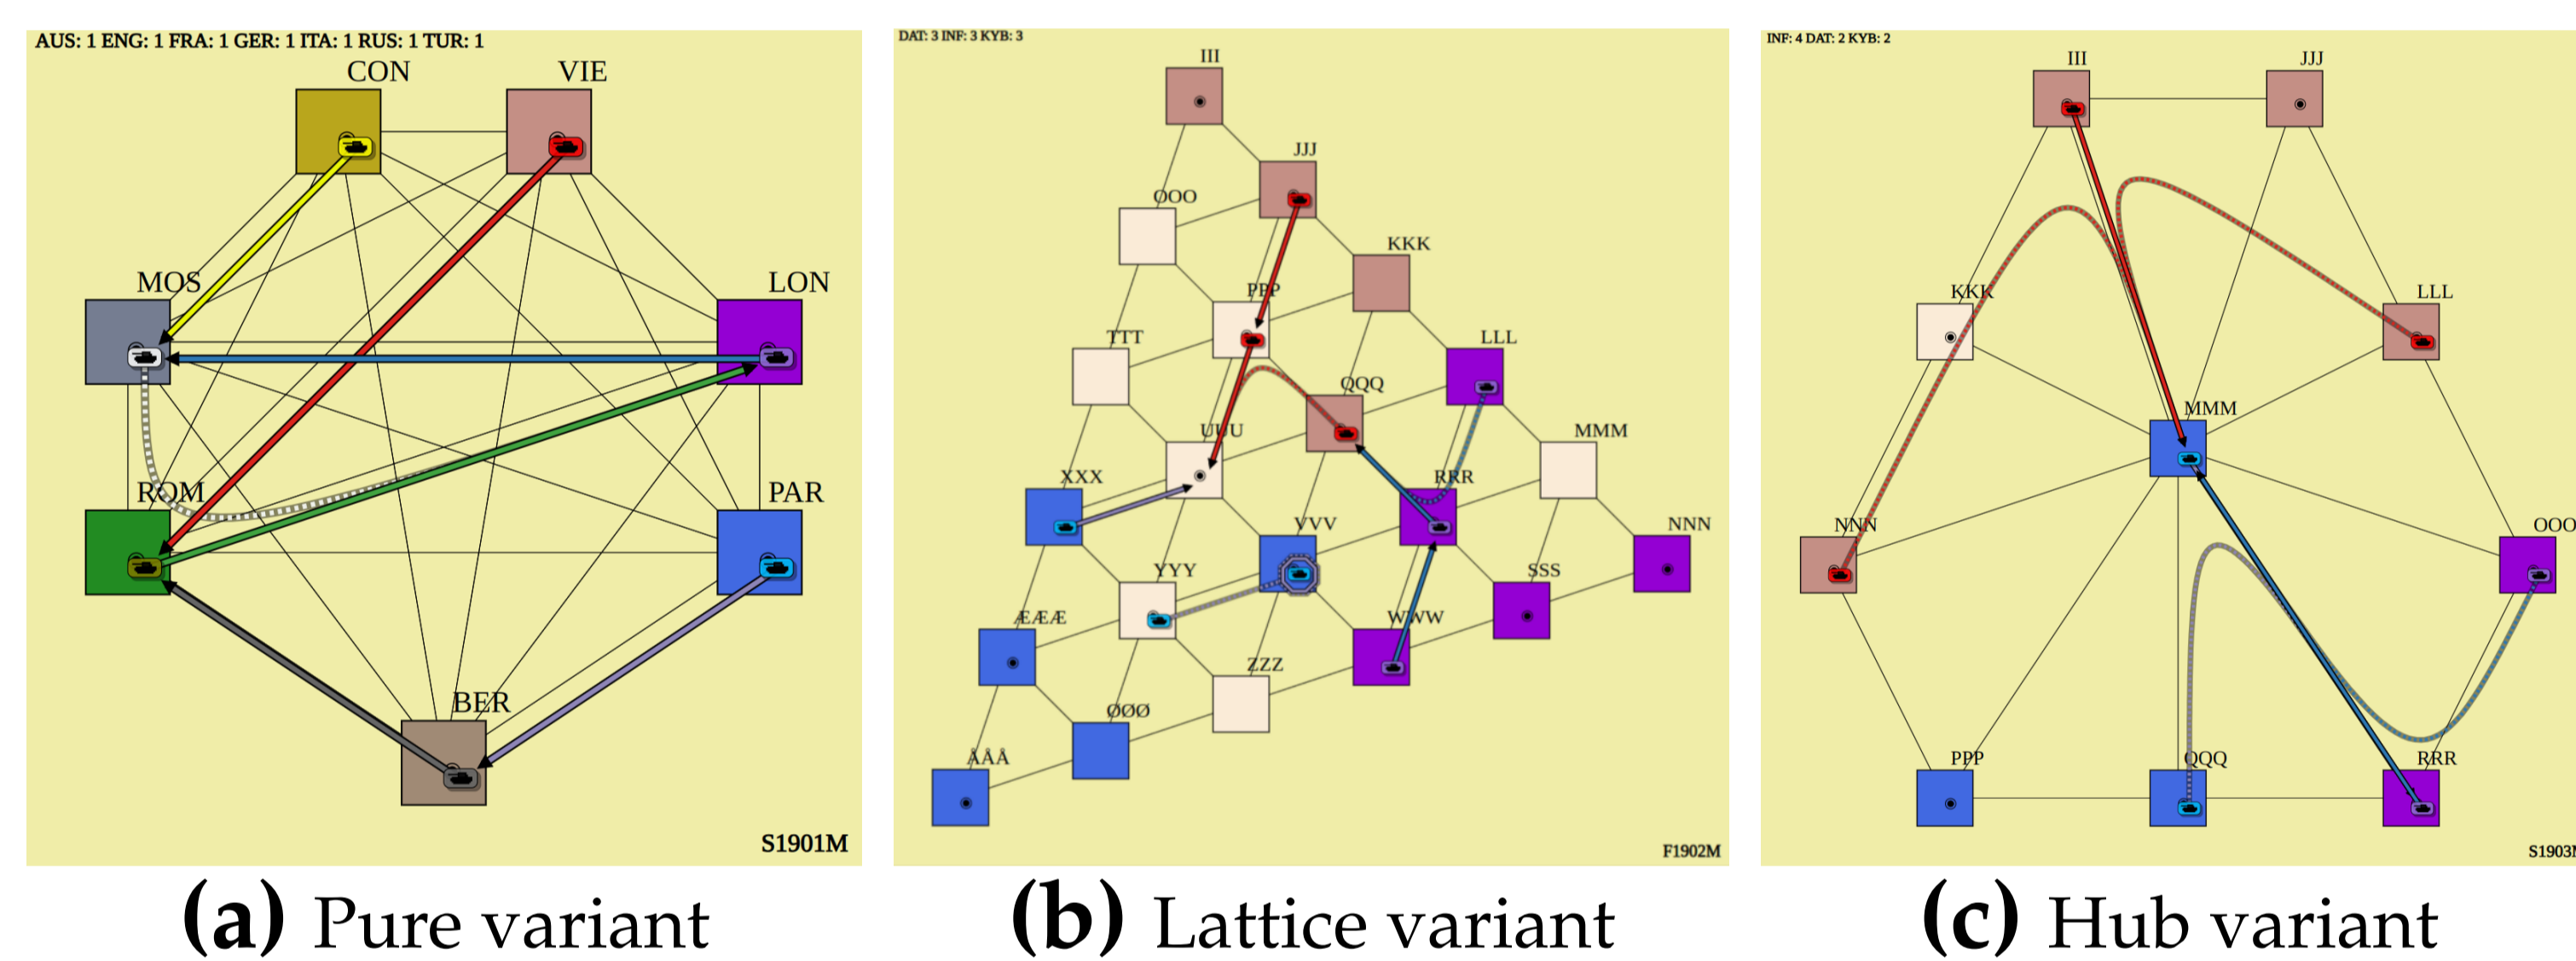 AUS: 1 ENG: 1 FRA: 1 GER: 1 ITA: 1 RUS: 1 TUR: 1
CON
VIE
MOS
LON
ROM
PAR
BER
S1901M
(a) Pure variant
DAT: 3 INF: 3 KYB: 3
III
JJJ
OOO
KKK
PPP
TTT
LLL
QQQ
UUU
MMM
XXX
RRR
VVV
NNN
YYY
SSS
ÆÆÆ
WWW
ZZZ
ØØØ
ÅÅÅ
F1902M
(b) Lattice variant
INF: 4 DAT: 2 KYB: 2
III
JJJ
KKK
LLL
MMM
NNN
OOO
PPP
QQQ
RRR
S1903M
(c) Hub variant